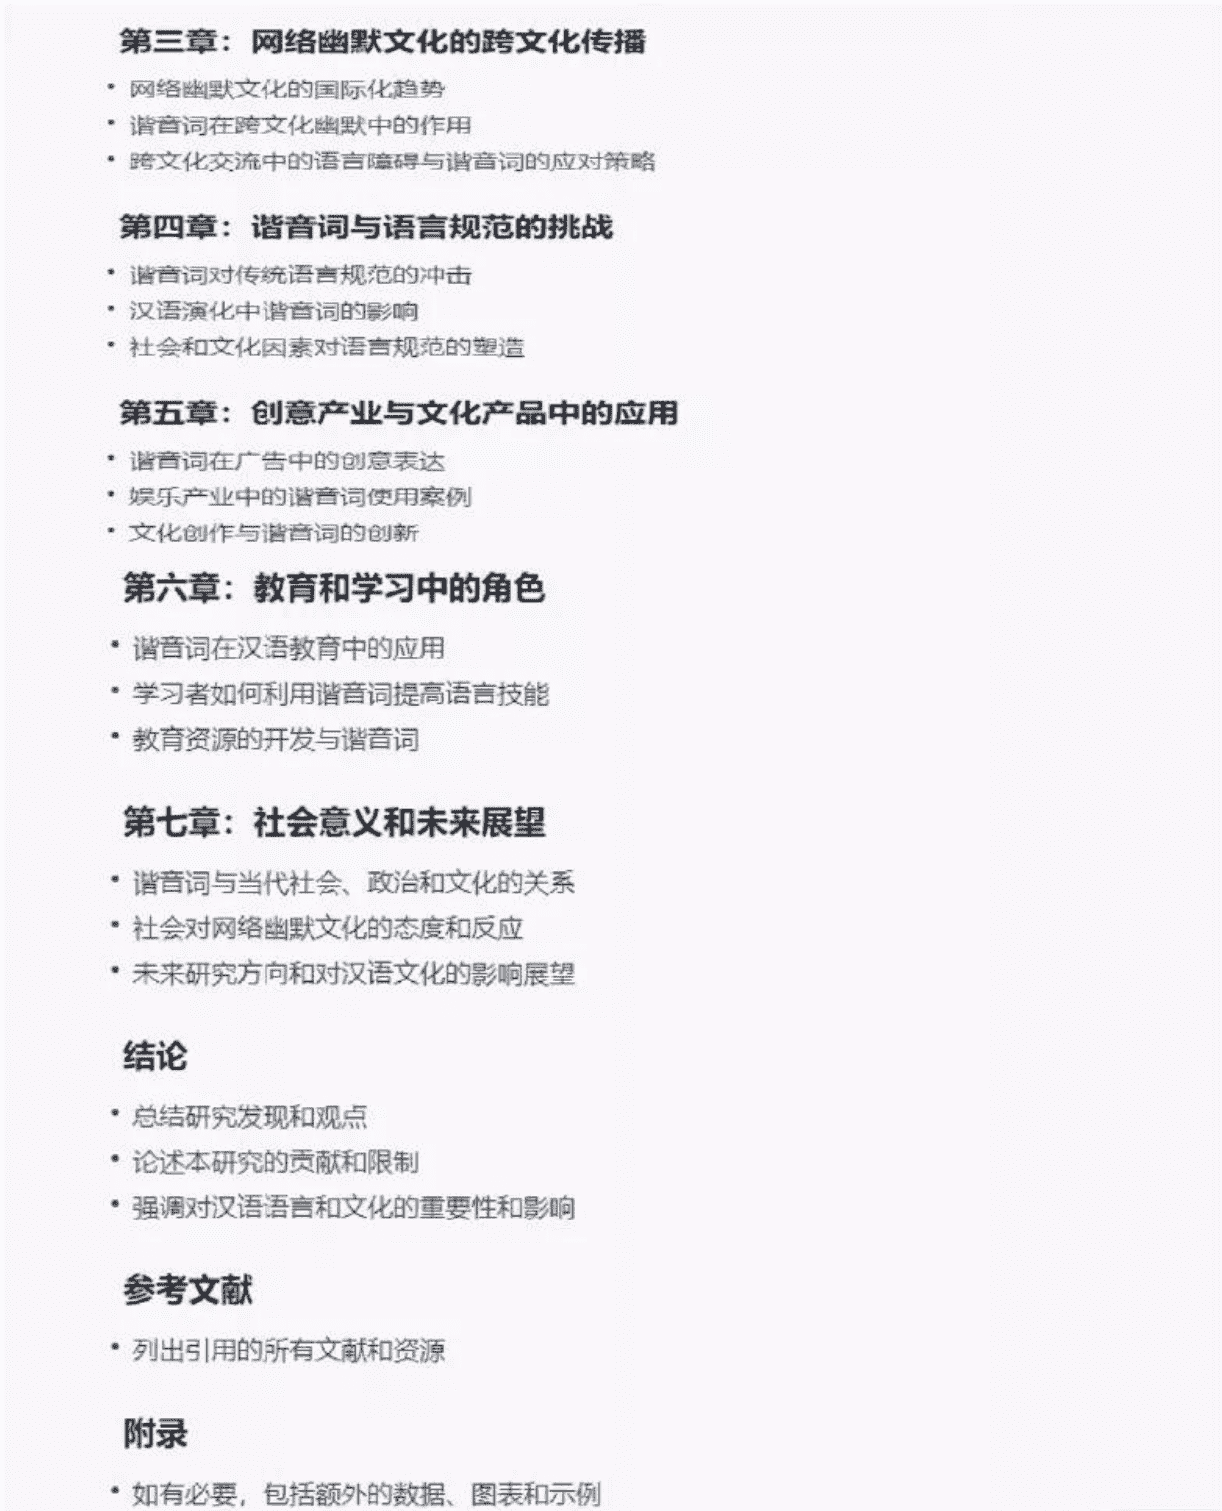 第三章：网络幽默文化的跨文化传播
• 网络幽默文化的国际化趋势
• 谐音词在跨文化幽默中的作用
• 跨文化交流中的语言障碍与谐音词的应对策略
第四章：谐音词与语言规范的挑战
• 谐音词对传统语言规范的冲击
• 汉语演化中谐音词的影响
• 社会和文化因素对语言规范的塑造
第五章：创意产业与文化产品中的应用
• 谐音词在广告中的创意表达
• 娱乐产业中的谐音词使用案例
• 文化创作与谐音词的创新
第六章：教育和学习中的角色
• 谐音词在汉语教育中的应用
• 学习者如何利用谐音词提高语言技能
• 教育资源的开发与谐音词
第七章：社会意义和未来展望
• 谐音词与当代社会、政治和文化的关系
• 社会对网络幽默文化的态度和反应
• 未来研究方向和对汉语文化的影响展望
结论
• 总结研究发现和观点
• 论述本研究的贡献和限制
• 强调对汉语语言和文化的重要性和影响
参考文献
• 列出引用的所有文献和资源
附录
• 如有必要，包括额外的数据、图表和示例